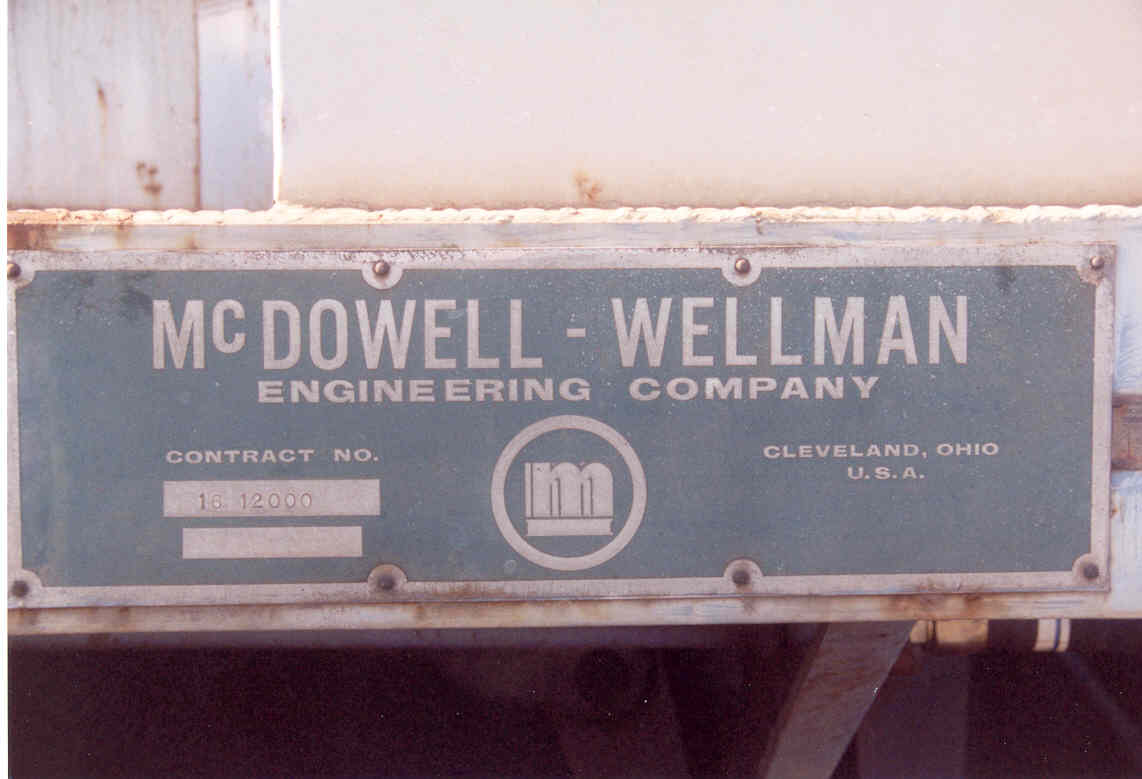 McDOWELL - WELLMAN
ENGINEERING COMPANY
CONTRACT NO.
16 12000
m
CLEVELAND, OHIO
U.S.A.